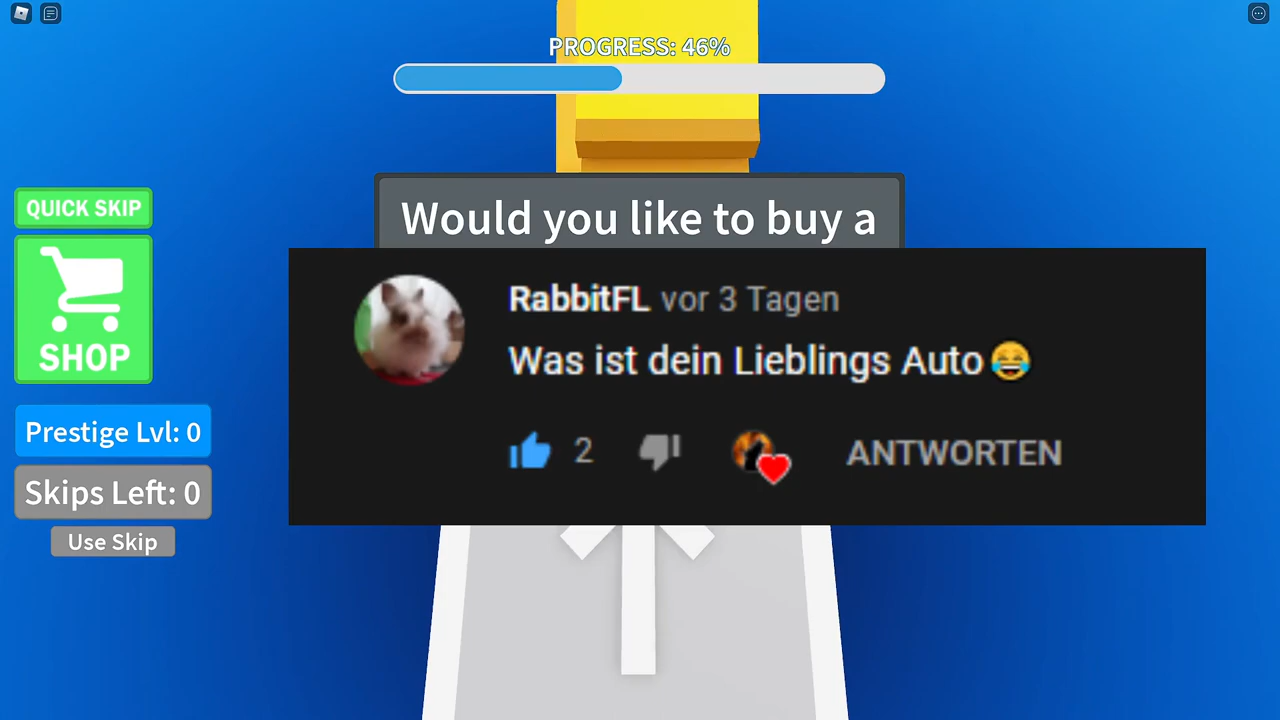 PROGRESS: 46%
QUICK SKIP
SHOP
Prestige Lvl: 0
Skips Left: 0
Use Skip
Would you like to buy a
RabbitFL vor 3 Tagen
Was ist dein Lieblings Auto😂
2
ANTWORTEN